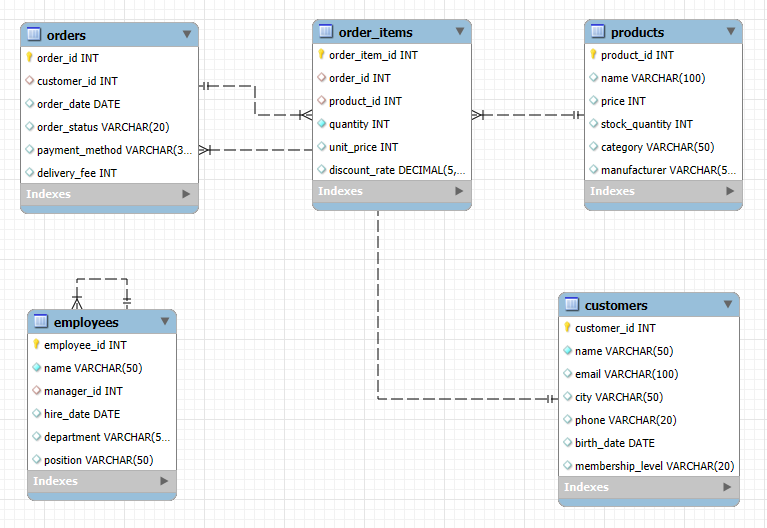 orders
order_id INT
customer_id INT
order_date DATE
order_status VARCHAR(20)
payment_method VARCHAR(3...
delivery_fee INT
Indexes
order_items
order_item_id INT
order_id INT
product_id INT
quantity INT
unit_price INT
discount_rate DECIMAL(5,...
Indexes
products
product_id INT
name VARCHAR(100)
price INT
stock_quantity INT
category VARCHAR(50)
manufacturer VARCHAR(5...
Indexes
employees
employee_id INT
name VARCHAR(50)
manager_id INT
hire_date DATE
department VARCHAR(5...
position VARCHAR(50)
Indexes
customers
customer_id INT
name VARCHAR(50)
email VARCHAR(100)
city VARCHAR(50)
phone VARCHAR(20)
birth_date DATE
membership_level VARCHAR(20)
Indexes